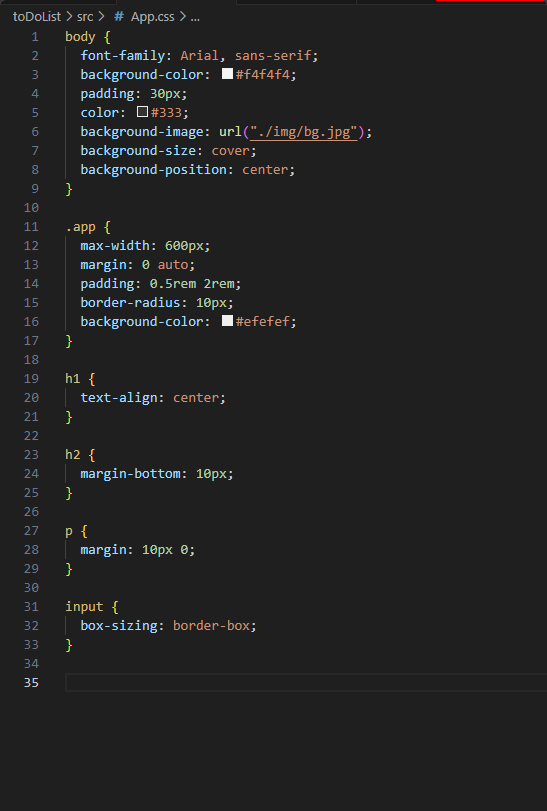 toDoList > src > # App.css > ...
1 body {
2 font-family: Arial, sans-serif;
3 background-color: #f4f4f4;
4 padding: 30px;
5 color: #333;
6 background-image: url("./img/bg.jpg");
7 background-size: cover;
8 background-position: center;
9 }
10
11 .app {
12 max-width: 600px;
13 margin: 0 auto;
14 padding: 0.5rem 2rem;
15 border-radius: 10px;
16 background-color: #efefef;
17 }
18
19 h1 {
20 text-align: center;
21 }
22
23 h2 {
24 margin-bottom: 10px;
25 }
26
27 p {
28 margin: 10px 0;
29 }
30
31 input {
32 box-sizing: border-box;
33 }
34
35